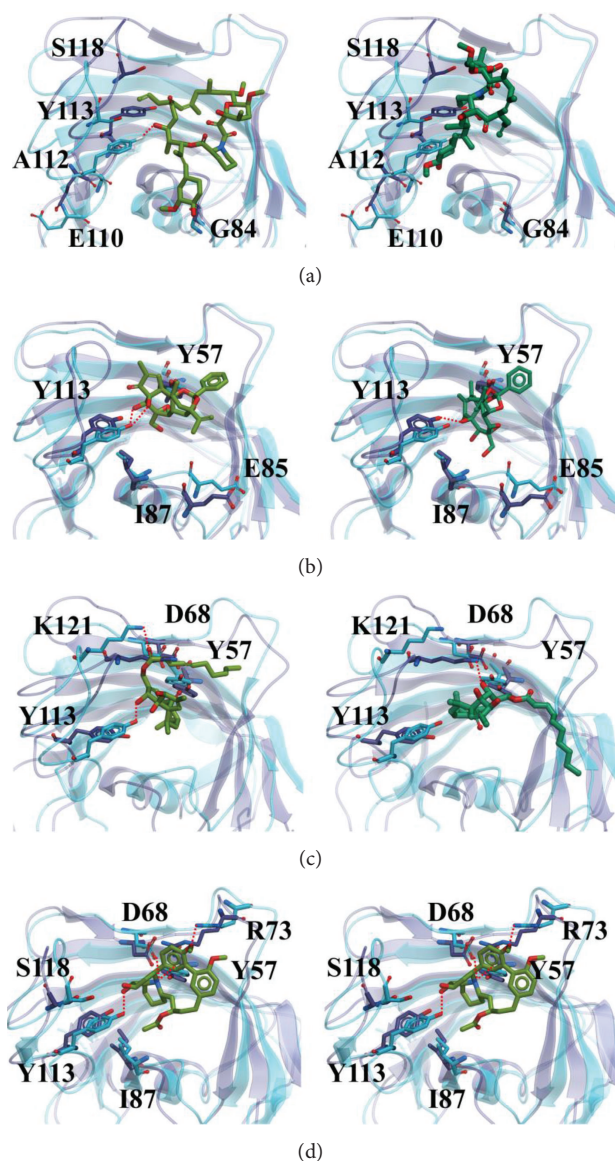 S118
Y113
A112
E110
G84
S118
Y113
A112
E110
G84
(a)
Y57
Y113
E85
I87
Y57
Y113
E85
I87
(b)
D68
K121
Y57
Y113
D68
K121
Y57
Y113
(c)
D68
R73
S118
Y57
Y113
I87
D68
R73
S118
Y57
Y113
I87
(d)